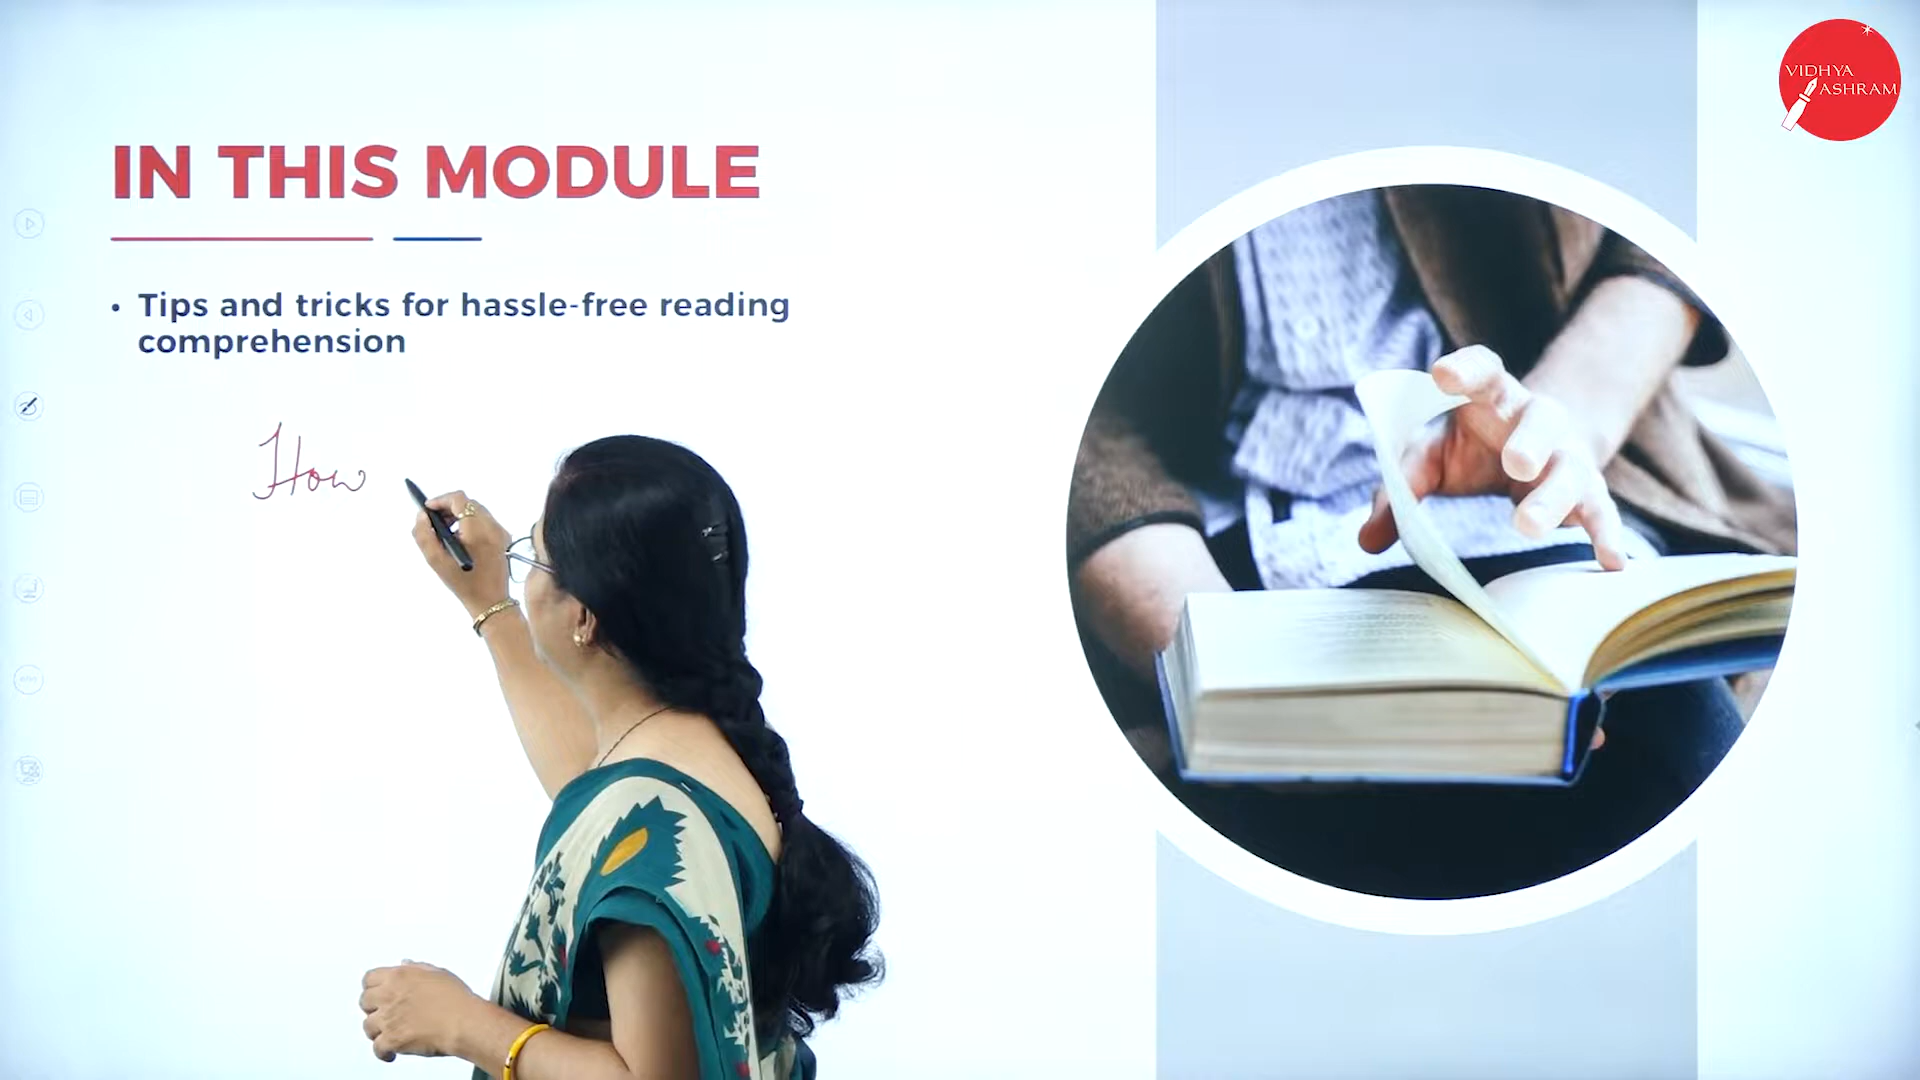 VIDHYA
ASHRAM
IN THIS MODULE
• Tips and tricks for hassle-free reading
comprehension
How